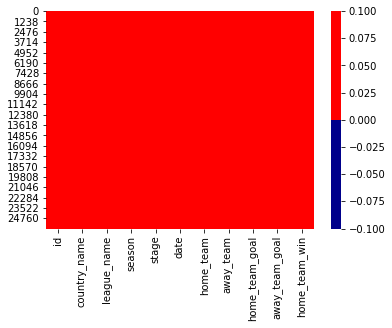 0
1238
2476
3714
4952
6190
7428
8666
9904
11142
12380
13618
14856
16094
17332
18570
19808
21046
22284
23522
24760
id
country_name
league_name
season
stage
date
home_team
away_team
home_team_goal
away_team_goal
home_team_win
0.100
0.075
0.050
0.025
0.000
−0.025
−0.050
−0.075
−0.100